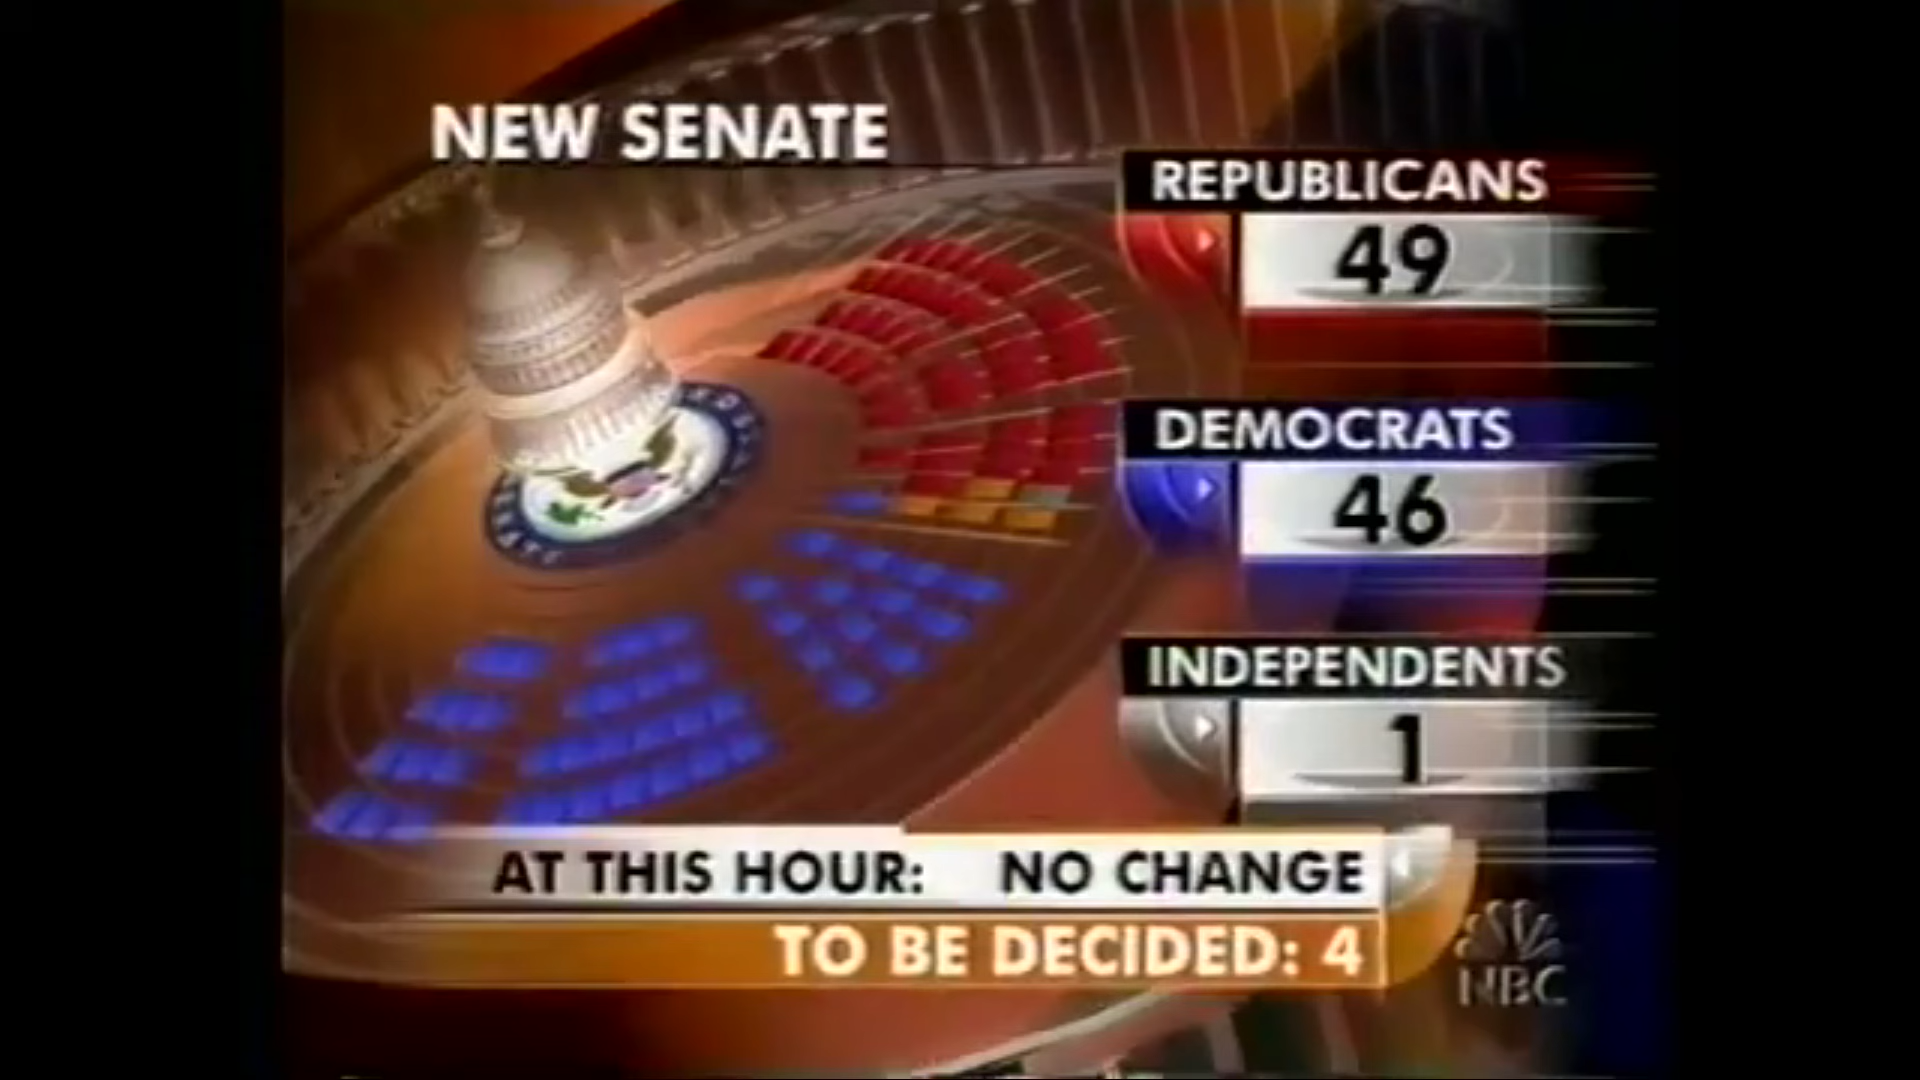 NEW SENATE
REPUBLICANS
49
DEMOCRATS
46
INDEPENDENTS
1
AT THIS HOUR: NO CHANGE
TO BE DECIDED: 4
NBC